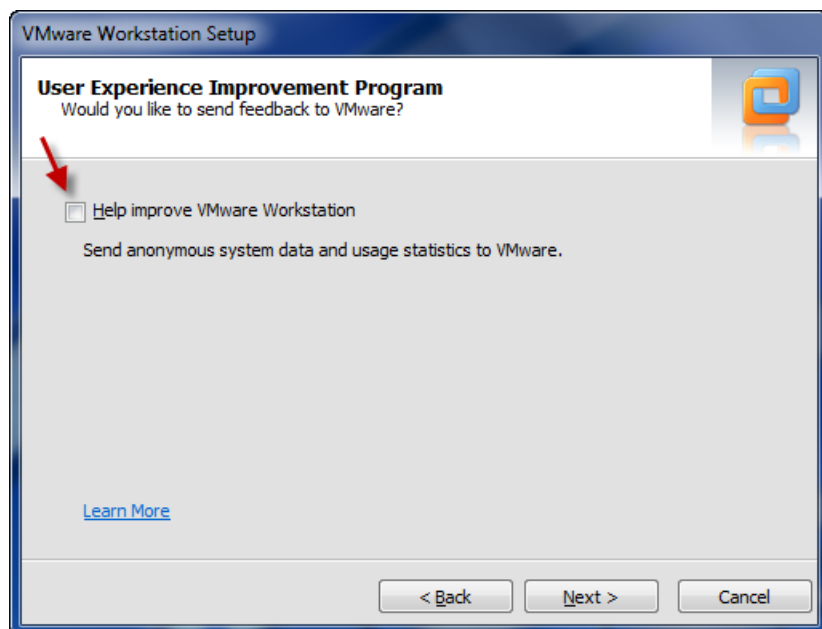 VMware Workstation Setup
User Experience Improvement Program
Would you like to send feedback to VMware?
Help improve VMware Workstation
Send anonymous system data and usage statistics to VMware.
Learn More
< Back Next > Cancel